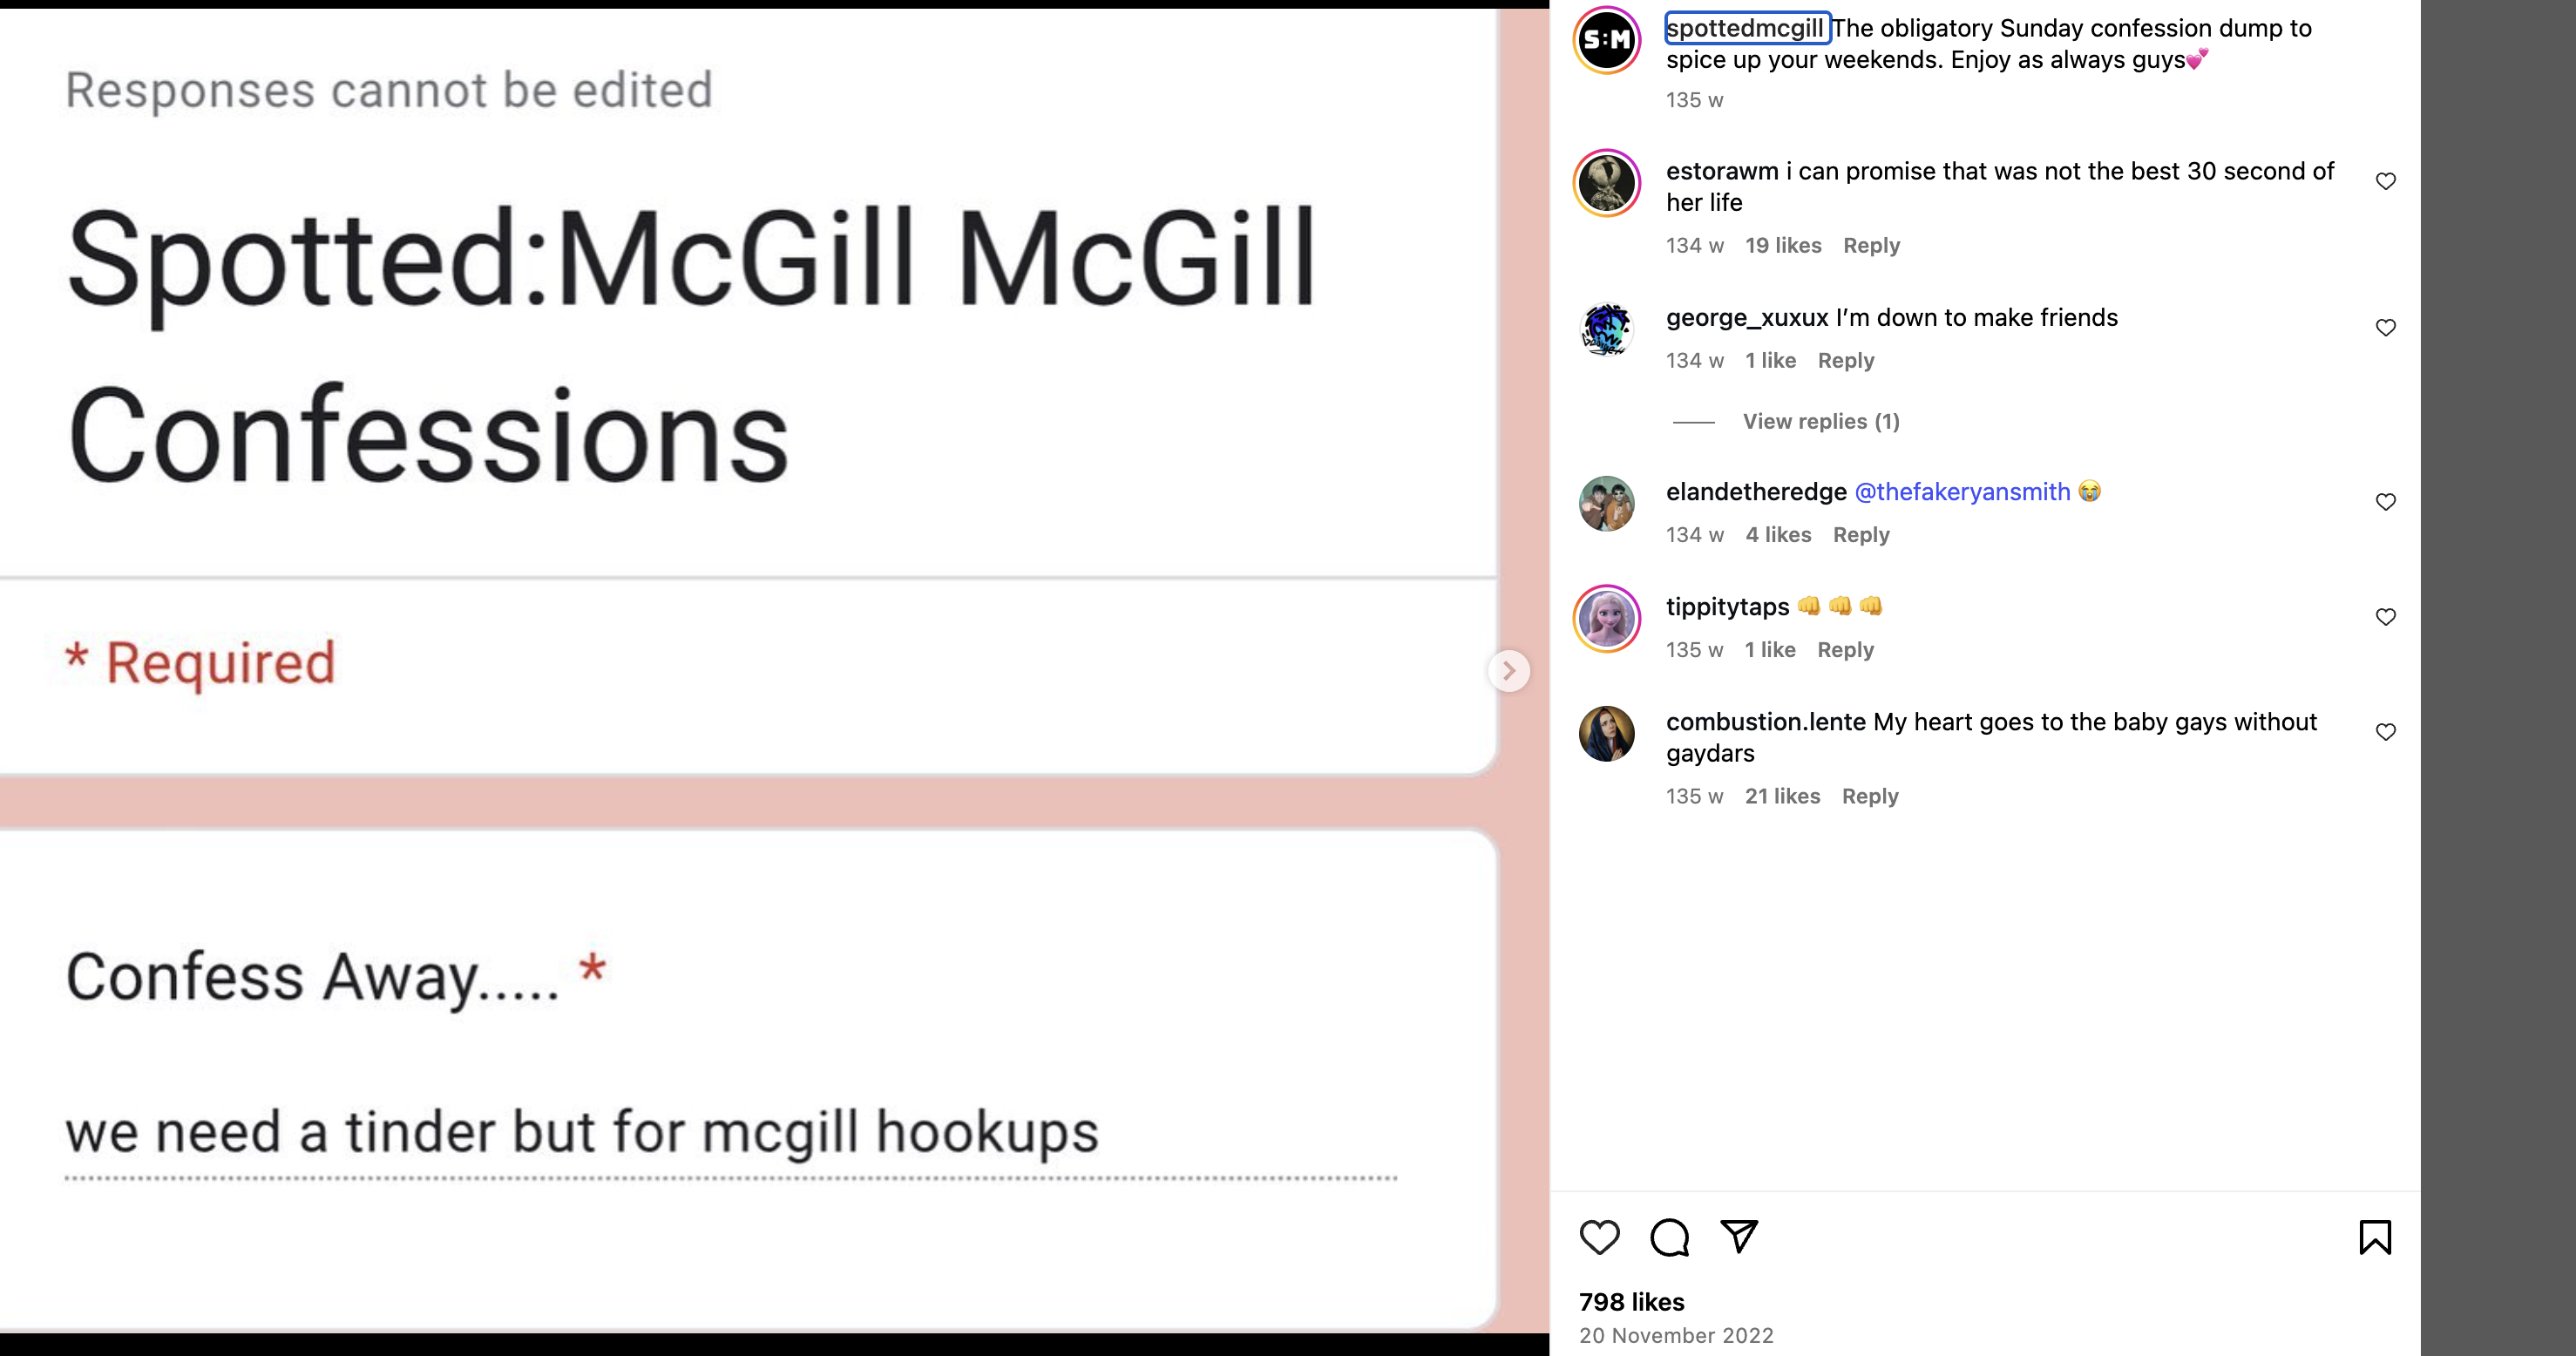 Responses cannot be edited
Spotted:McGill McGill
Confessions
* Required
Confess Away..... *
we need a tinder but for mcgill hookups
S:M
spottedmcgill The obligatory Sunday confession dump to
spice up your weekends. Enjoy as always guys💕
135 w
estorawm i can promise that was not the best 30 second of
her life
134 w 19 likes Reply
george_xuxux I’m down to make friends
134 w 1 like Reply
View replies (1)
elandetheredge @thefakeryansmith 😭
134 w 4 likes Reply
tippitytaps 👊 👊 👊
135 w 1 like Reply
combustion.lente My heart goes to the baby gays without
gaydars
135 w 21 likes Reply
798 likes
20 November 2022